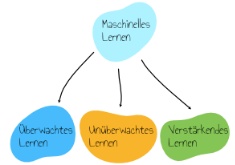 Maschinelles
Lernen
Überwachtes
Lernen
Unüberwachtes
Lernen
Verstärkendes
Lernen